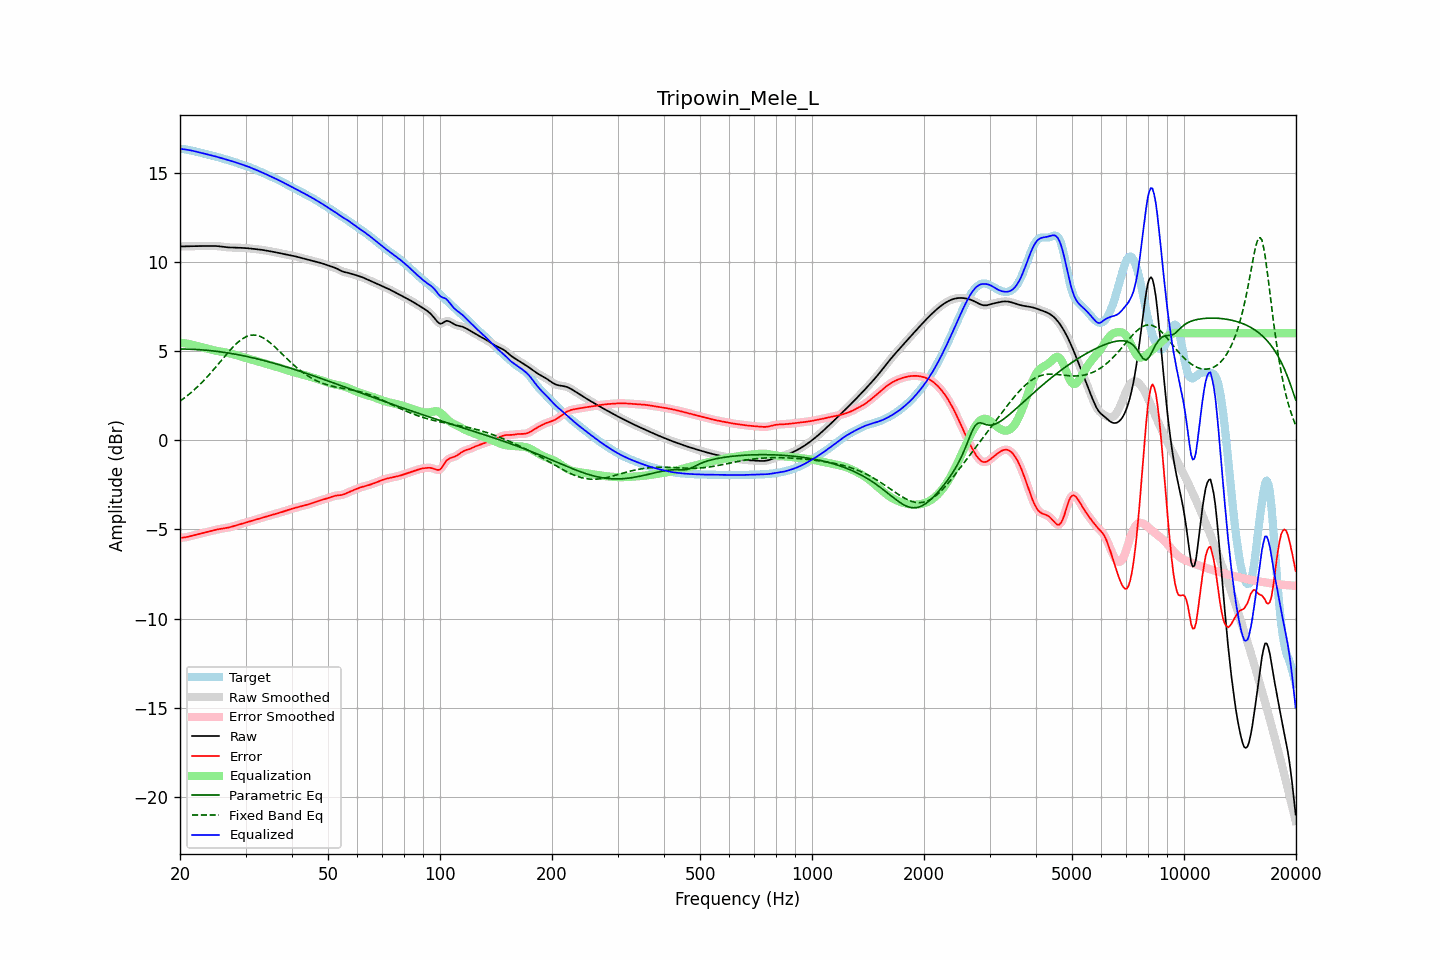 Tripowin_Mele_L
Amplitude (dBr)
15
10
5
0
−5
−10
−15
−20
Target
Raw Smoothed
Error Smoothed
Raw
Error
Equalization
Parametric Eq
Fixed Band Eq
Equalized
20 50 100 200 500 1000 2000 5000 10000 20000
Frequency (Hz)